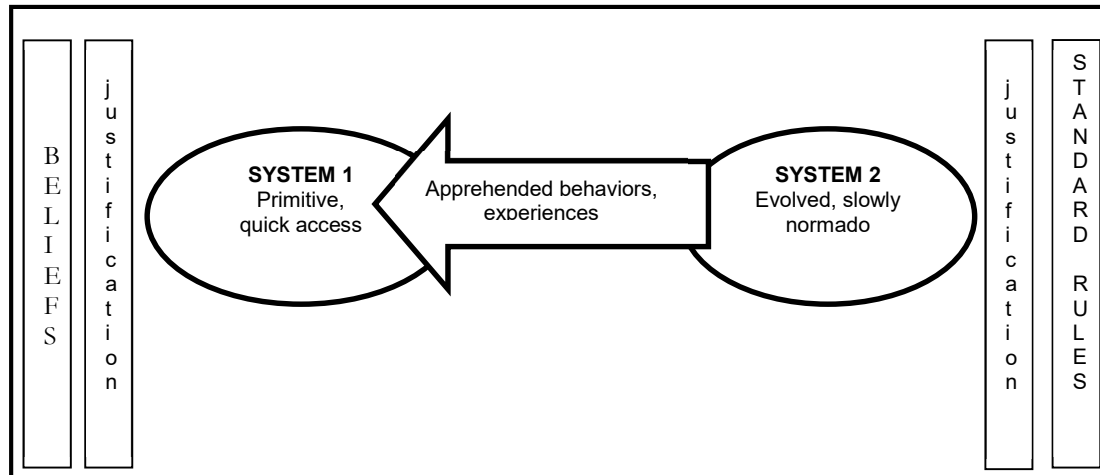 BELIEFS
justification
SYSTEM 1
Primitive,
quick access
Apprehended behaviors,
experiences
SYSTEM 2
Evolved, slowly
normado
justification
STANDARD RULES